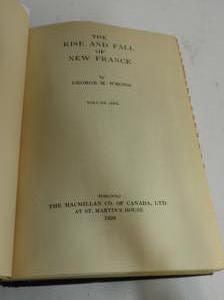 THE
RISE AND FALL
OF
NEW FRANCE
by
GEORGE M. WRONG
VOLUME ONE
TORONTO
THE MACMILLAN CO. OF CANADA, LTD.
AT ST. MARTIN'S HOUSE
1928